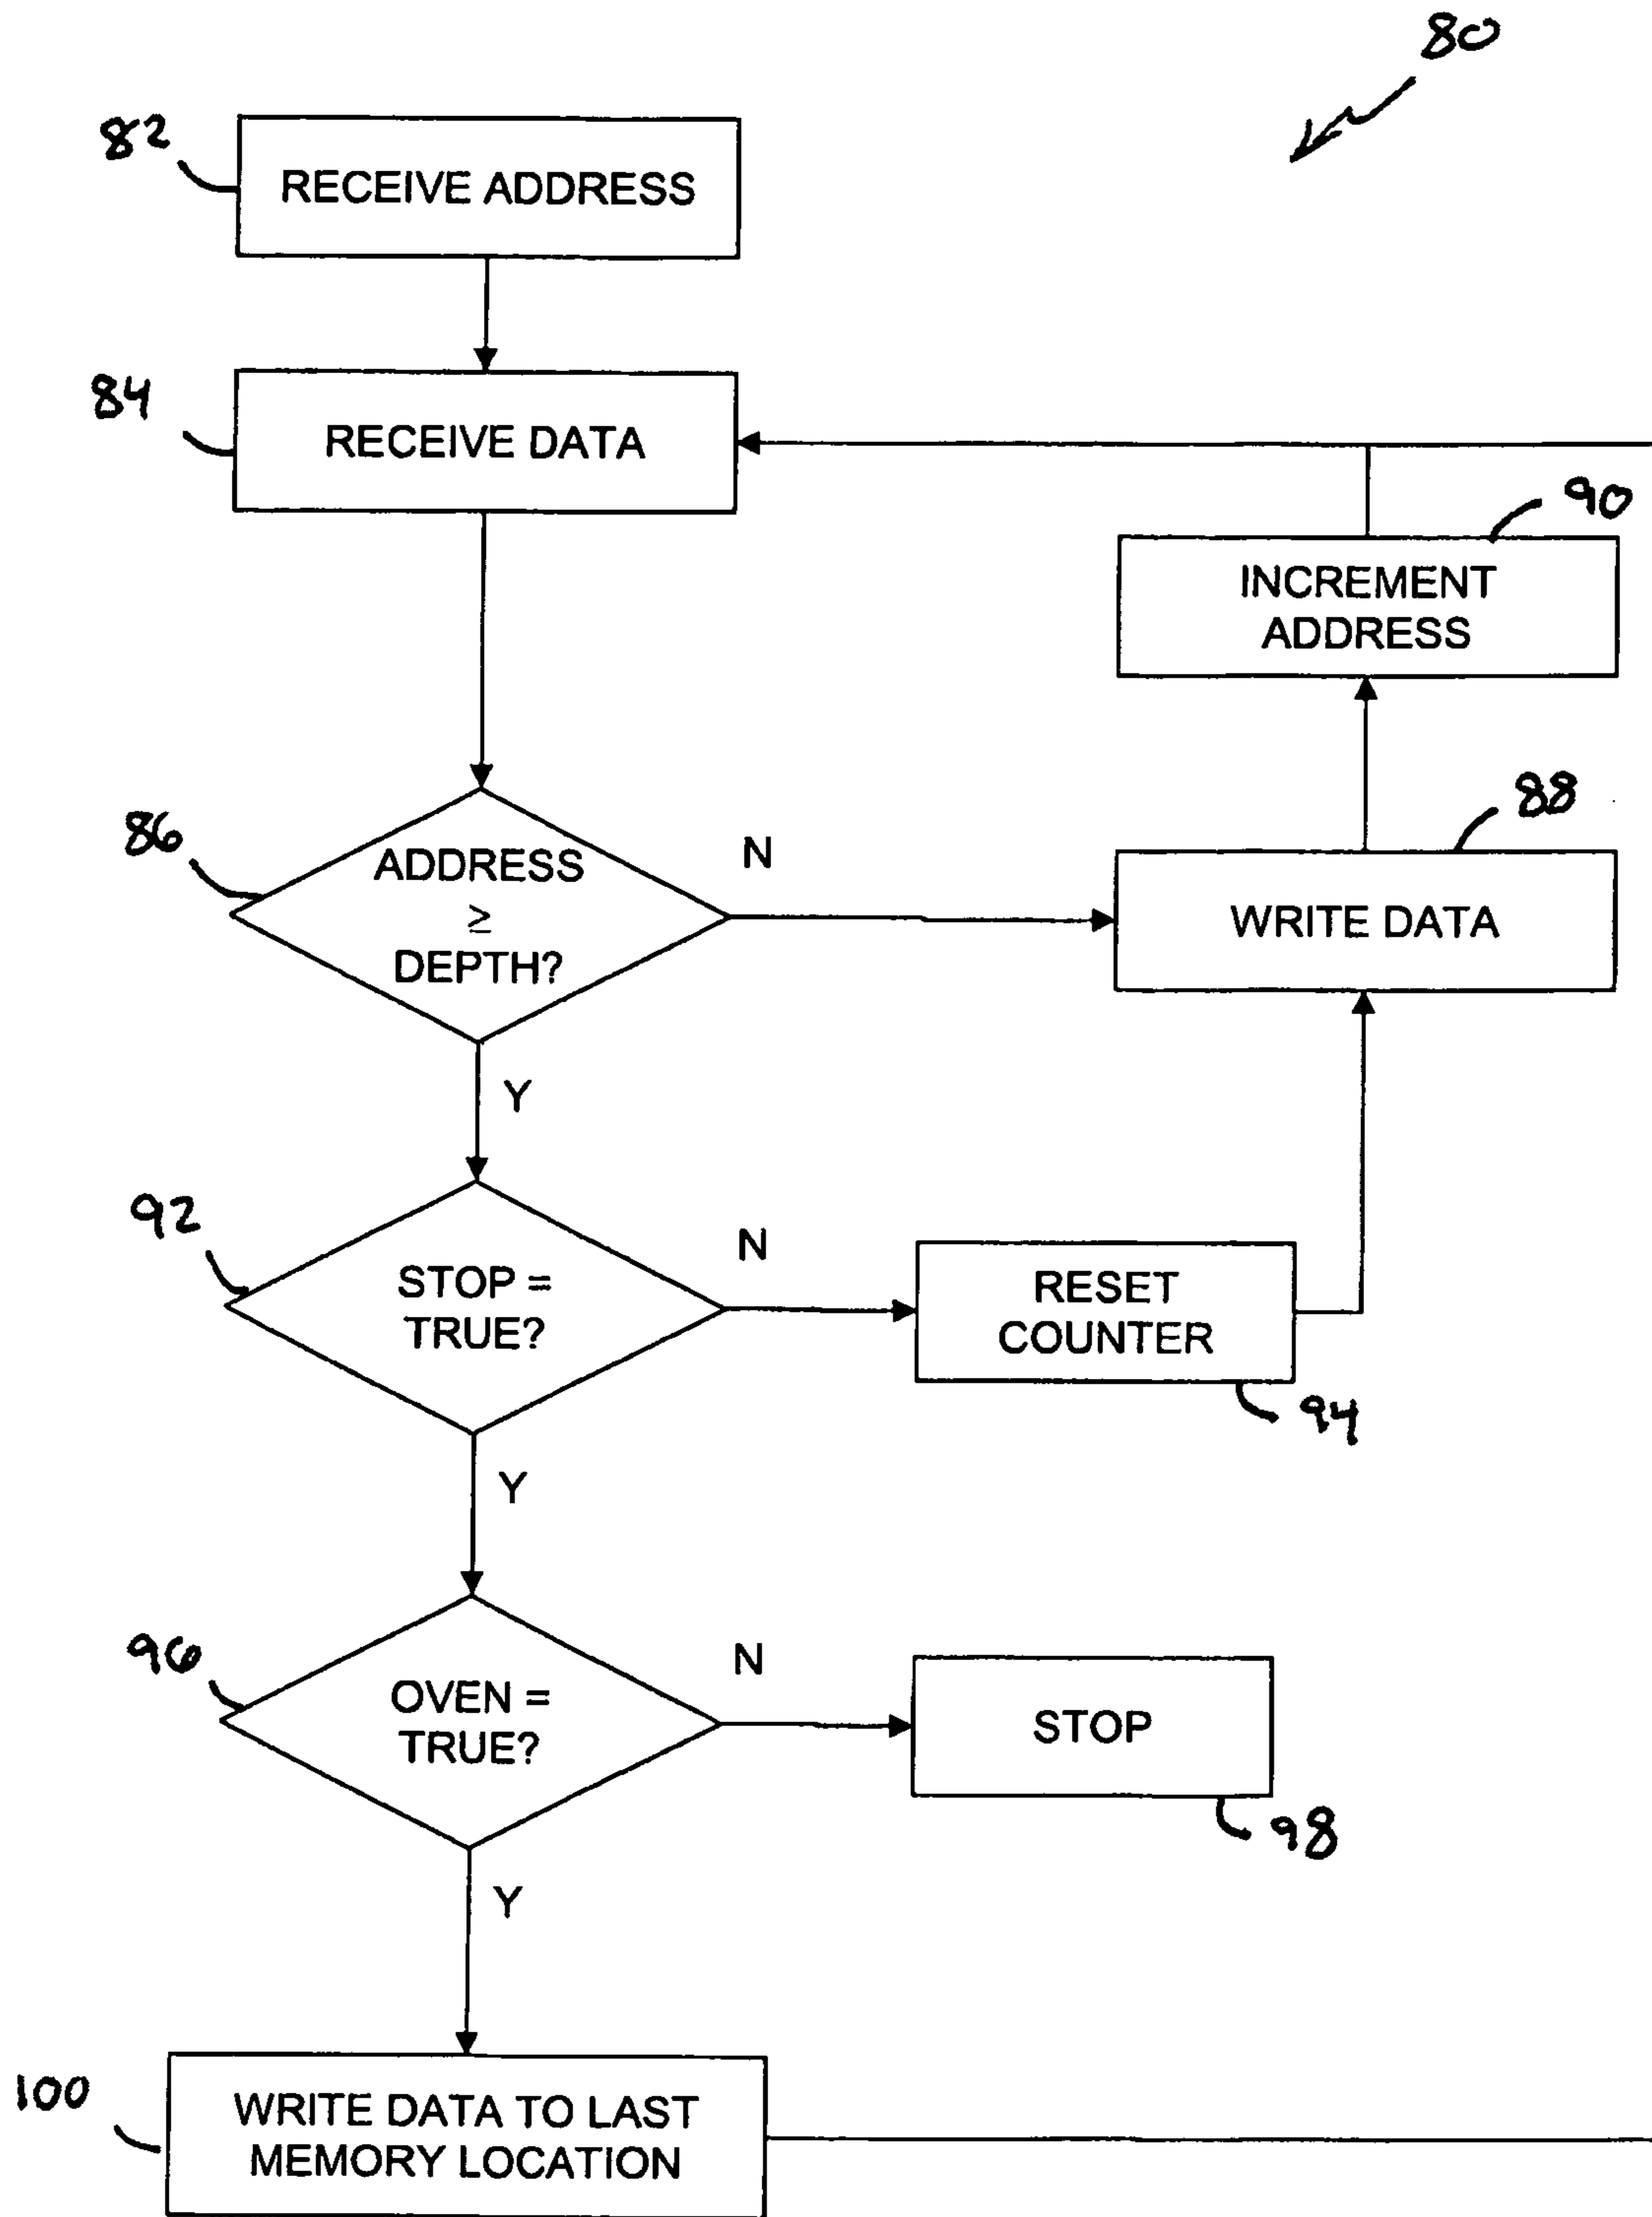 80
82
RECEIVE ADDRESS
84
RECEIVE DATA
90
INCREMENT
ADDRESS
86
ADDRESS
≥
DEPTH?
N
88
WRITE DATA
Y
92
STOP =
TRUE?
N
RESET
COUNTER
94
Y
96
OVEN =
TRUE?
N
STOP
98
Y
100
WRITE DATA TO LAST
MEMORY LOCATION